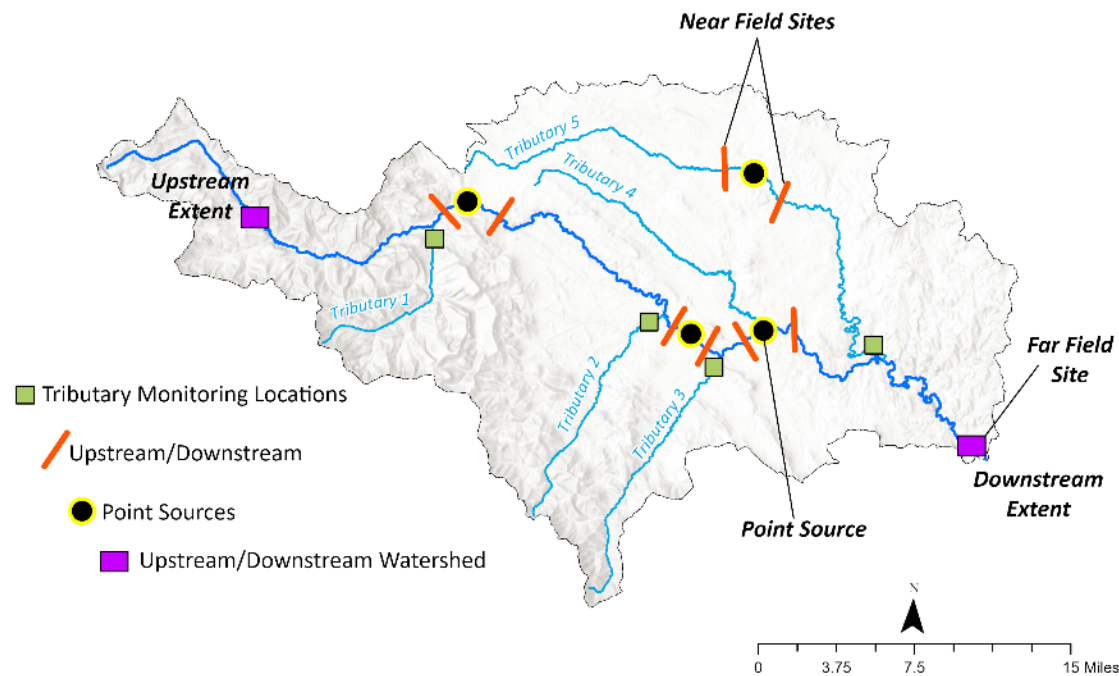 Near Field Sites
Tributary 5
Tributary 4
Upstream
Extent
Tributary 1
Tributary 2
Tributary 3
Far Field
Site
Tributary Monitoring Locations
Upstream/Downstream
Point Sources
Upstream/Downstream Watershed
Downstream
Extent
Point Source
N
0 3.75 7.5 15 Miles